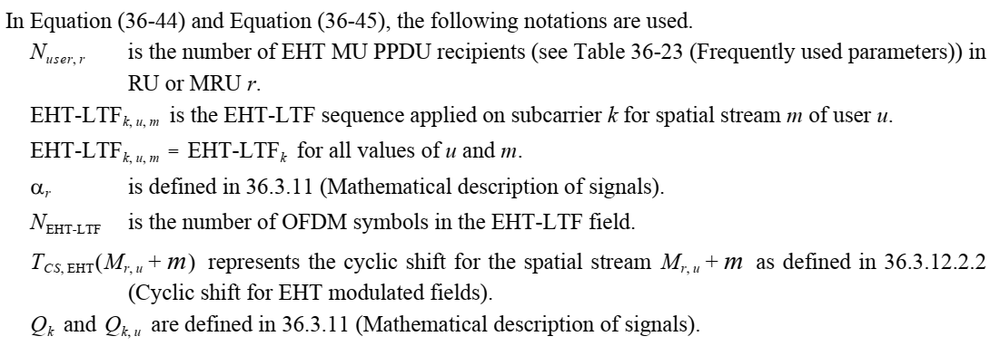 In Equation (36-44) and Equation (36-45), the following notations are used.
N_{user, r} is the number of EHT MU PPDU recipients (see Table 36-23 (Frequently used parameters)) in
RU or MRU r.
EHT-LTF_{k, u, m} is the EHT-LTF sequence applied on subcarrier k for spatial stream m of user u.
EHT-LTF_{k, u, m} = EHT-LTF_k for all values of u and m.
α_r is defined in 36.3.11 (Mathematical description of signals).
N_{EHT-LTF} is the number of OFDM symbols in the EHT-LTF field.
T_{CS, EHT}(M_{r, u} + m) represents the cyclic shift for the spatial stream M_{r, u} + m as defined in 36.3.12.2.2
(Cyclic shift for EHT modulated fields).
Q_k and Q_{k, u} are defined in 36.3.11 (Mathematical description of signals).